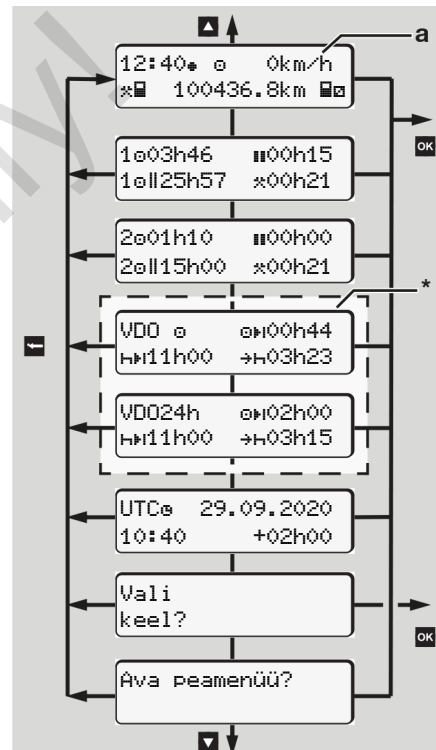 a
12:40 0km/h
100436.8km
OK
1 03h46 00h15
1 25h57 00h21
2 01h10 00h00
2 15h00 00h21
*
VDO 00h44
11h00 03h23
VDO24h 02h00
11h00 03h15
UTC 29.09.2020
10:40 +02h00
Vali
keel?
OK
Ava peamenüü?